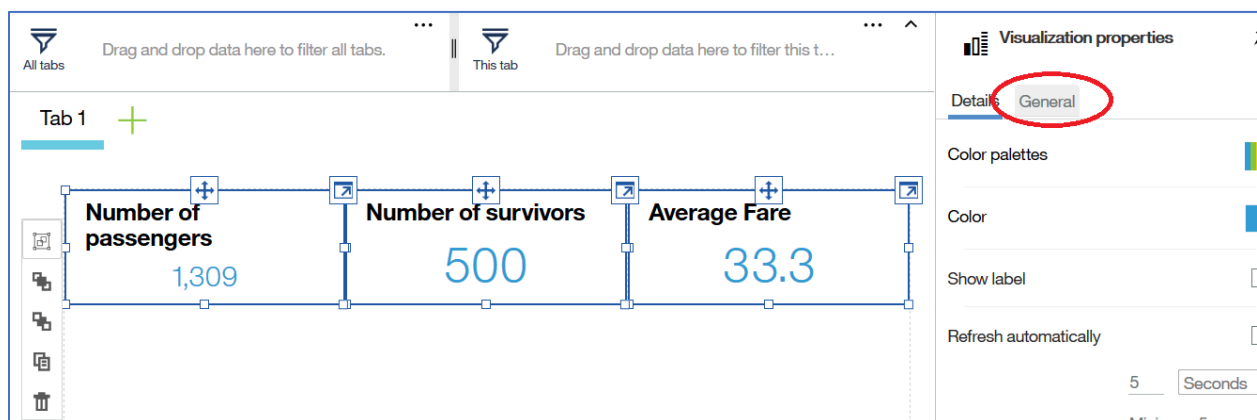 All tabs
Drag and drop data here to filter all tabs.
This tab
Drag and drop data here to filter this t…
Visualization properties
Details
General
Tab 1
Color palettes
Number of
passengers
1,309
Number of survivors
500
Average Fare
33.3
Color
Show label
Refresh automatically
5
Seconds